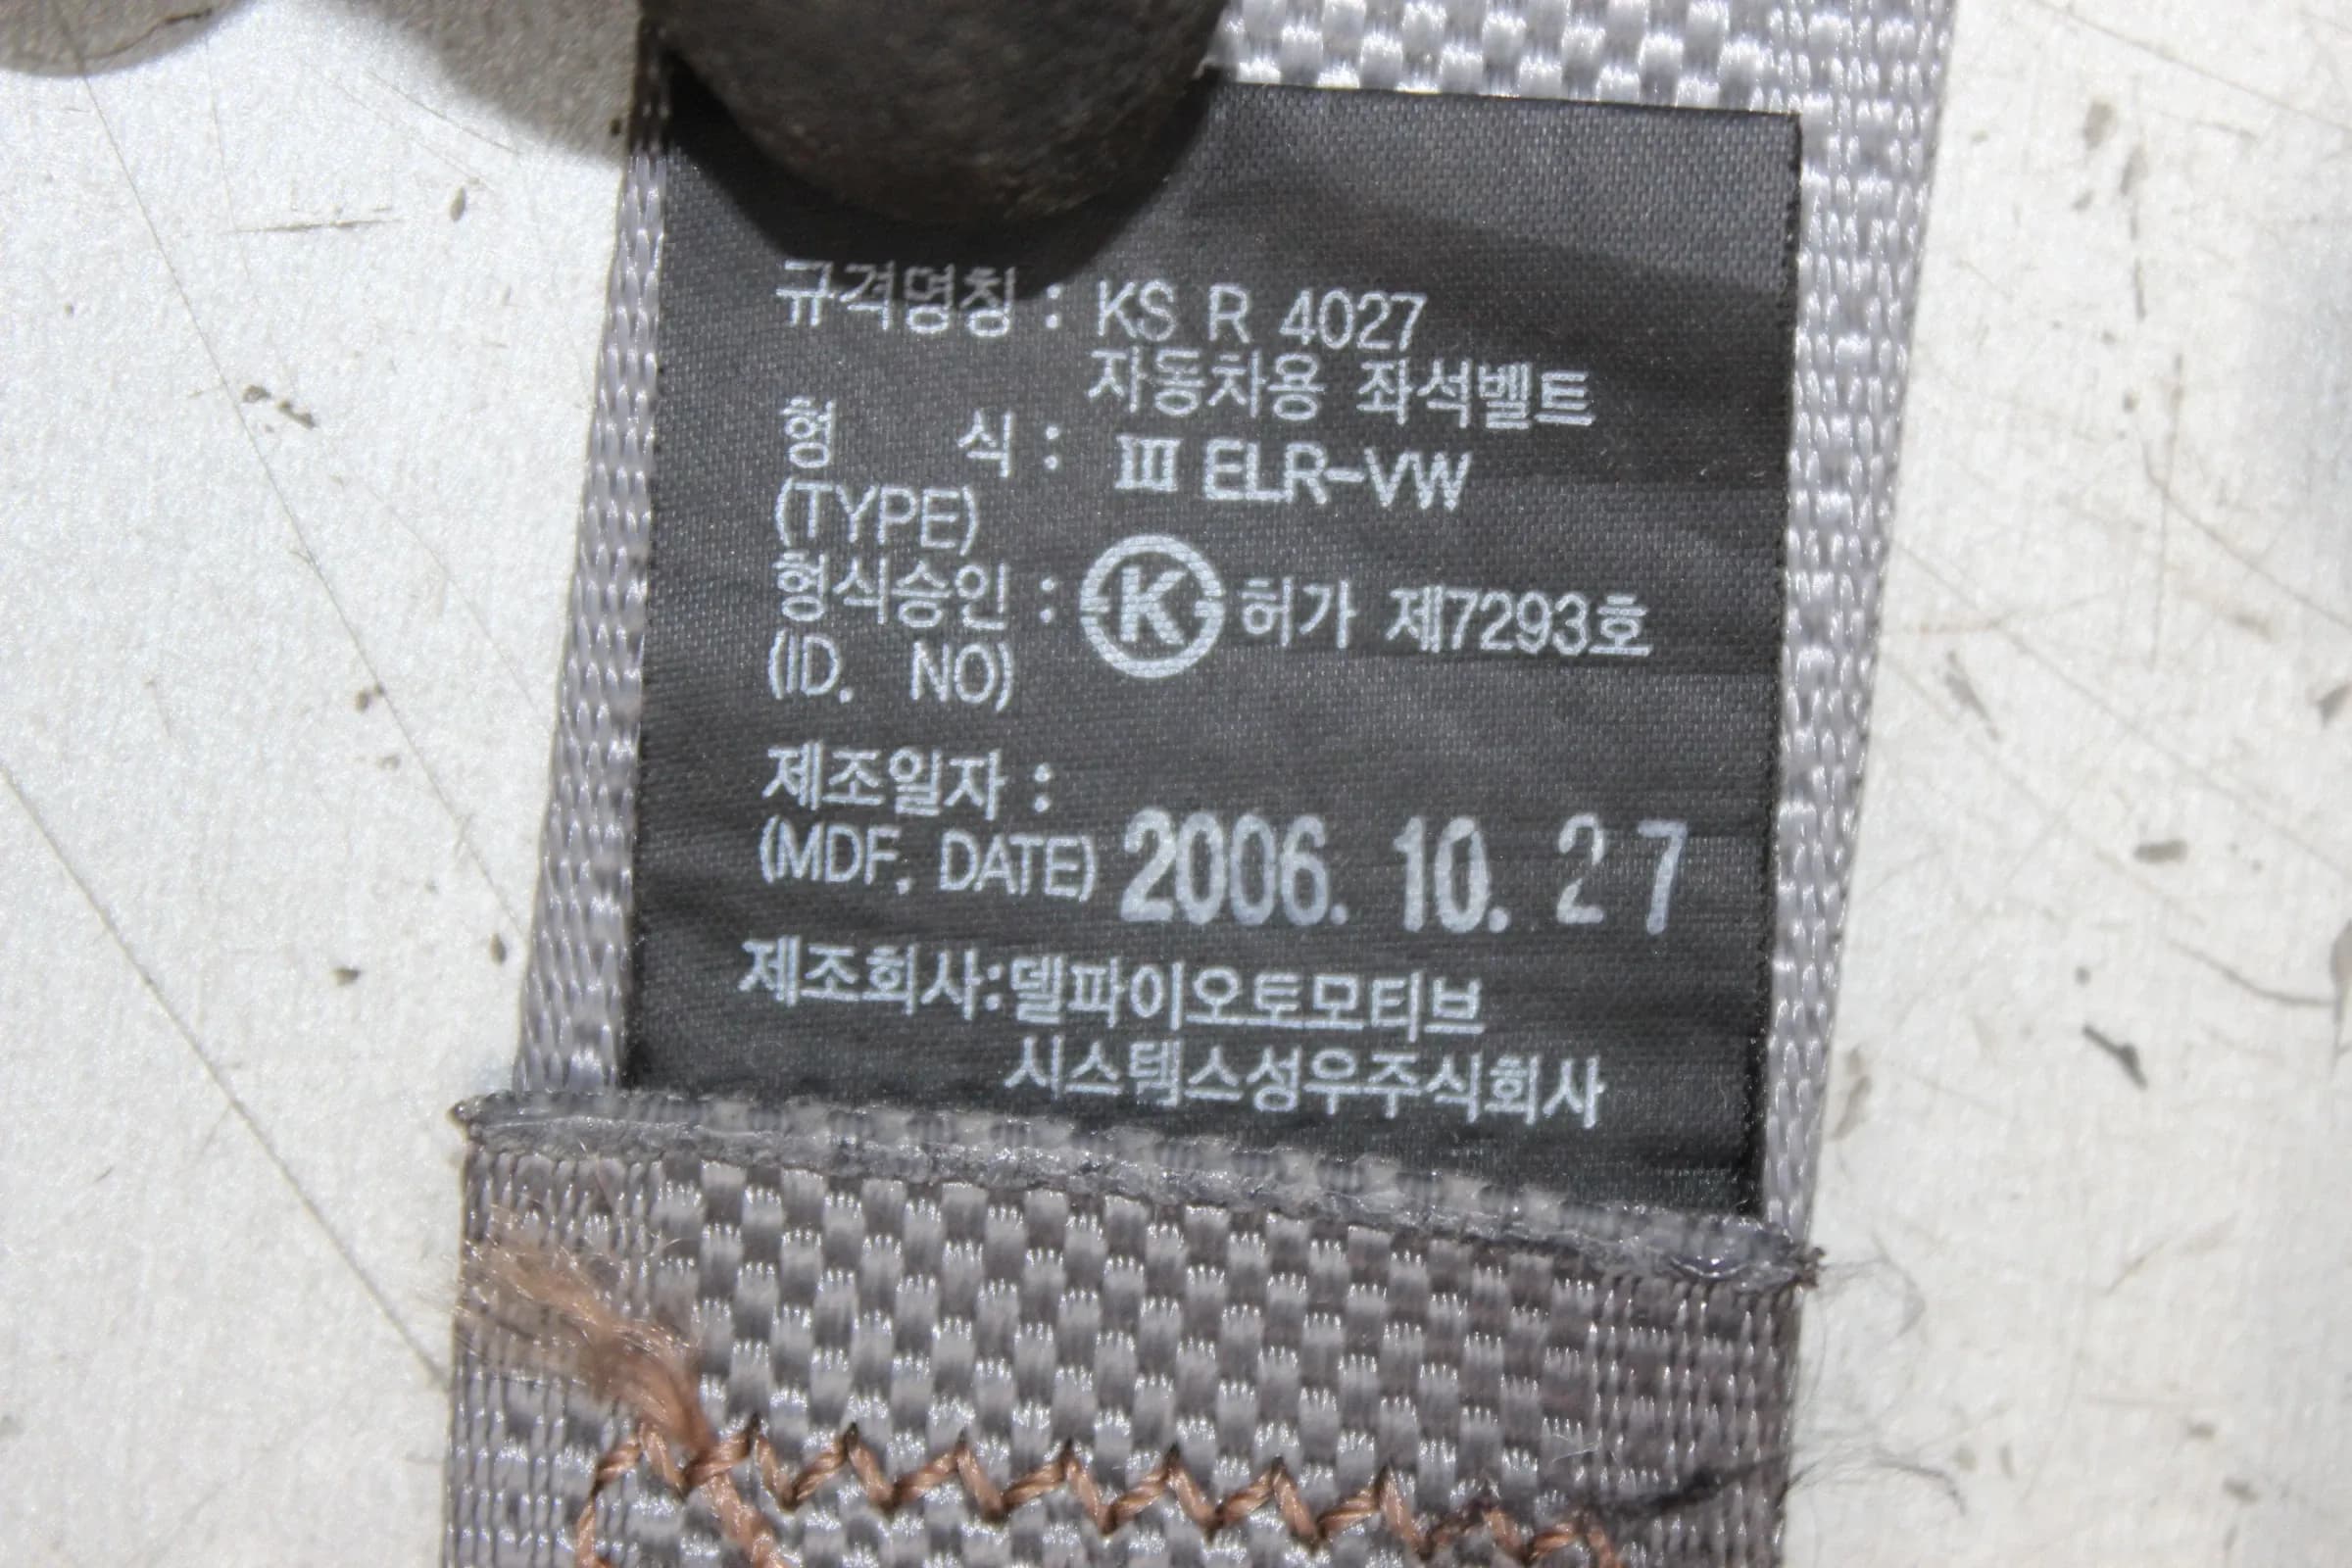 규격명칭 : KS R 4027
자동차용 좌석벨트
형 식 : III ELR-VW
(TYPE)
형식승인 : K 허가 제7293호
(ID. NO)
제조일자 :
(MDF. DATE) 2006. 10. 27
제조회사:델파이오토모티브
시스템스성우주식회사